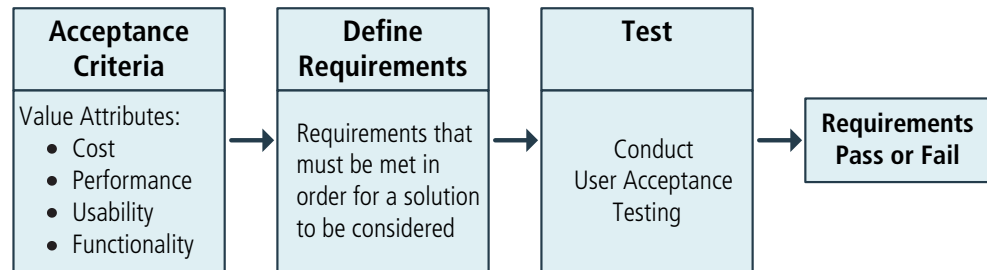 Acceptance
Criteria
Value Attributes:
• Cost
• Performance
• Usability
• Functionality
Define
Requirements
Requirements that
must be met in
order for a solution
to be considered
Test
Conduct
User Acceptance
Testing
Requirements
Pass or Fail